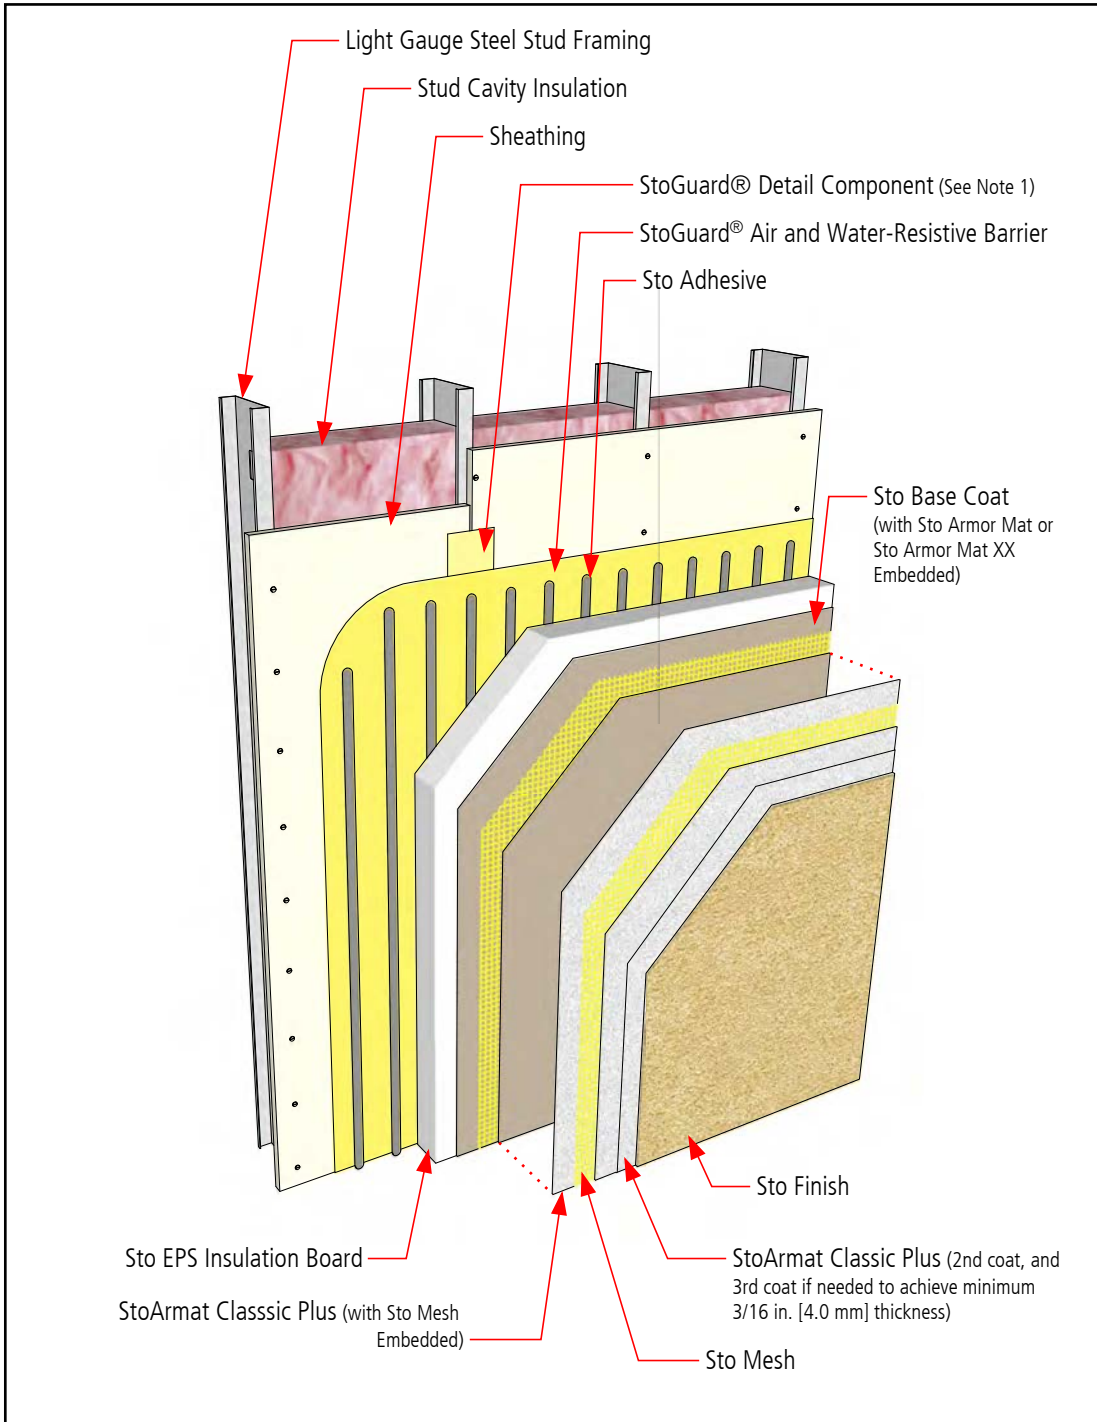 Light Gauge Steel Stud Framing
Stud Cavity Insulation
Sheathing
StoGuard® Detail Component (See Note 1)
StoGuard® Air and Water-Resistive Barrier
Sto Adhesive
Sto Base Coat
(with Sto Armor Mat or
Sto Armor Mat XX
Embedded)
Sto Finish
Sto EPS Insulation Board
StoArmat Classic Plus (2nd coat, and
3rd coat if needed to achieve minimum
3/16 in. [4.0 mm] thickness)
StoArmat Classsic Plus (with Sto Mesh
Embedded)
Sto Mesh